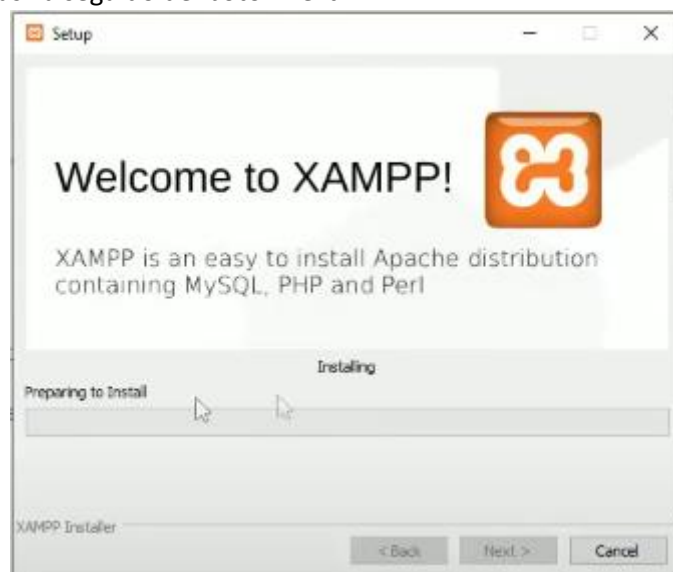 Setup
Welcome to XAMPP!
XAMPP is an easy to install Apache distribution
containing MySQL, PHP and Perl
Installing
Preparing to Install
XAMPP Installer
< Back Next > Cancel